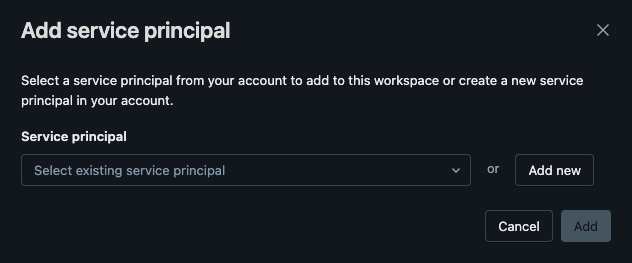 Add service principal
Select a service principal from your account to add to this workspace or create a new service
principal in your account.
Service principal
Select existing service principal
or
Add new
Cancel
Add